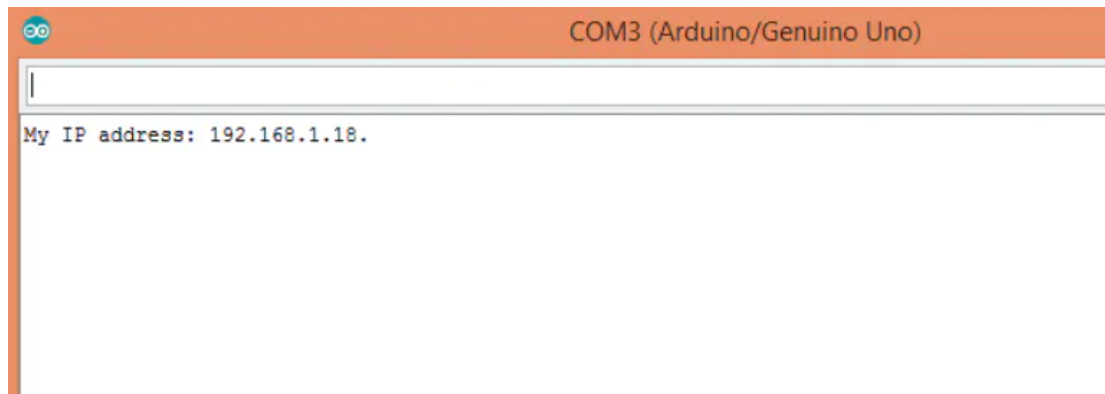 COM3 (Arduino/Genuino Uno)
My IP address: 192.168.1.18.